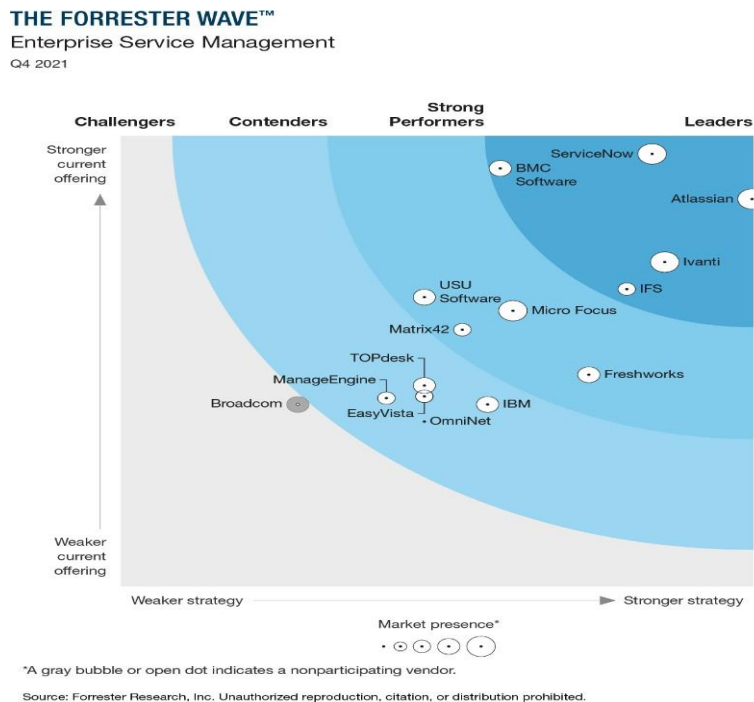 THE FORRESTER WAVE™
Enterprise Service Management
Q4 2021
Challengers
Contenders
Strong
Performers
Leaders
Stronger
current
offering
ServiceNow
BMC
Software
Atlassian
Ivanti
IFS
USU
Software
Micro Focus
Matrix42
TOPdesk
ManageEngine
Freshworks
Broadcom
EasyVista
IBM
OmniNet
Weaker
current
offering
Weaker strategy
Stronger strategy
Market presence*
*A gray bubble or open dot indicates a nonparticipating vendor.
Source: Forrester Research, Inc. Unauthorized reproduction, citation, or distribution prohibited.